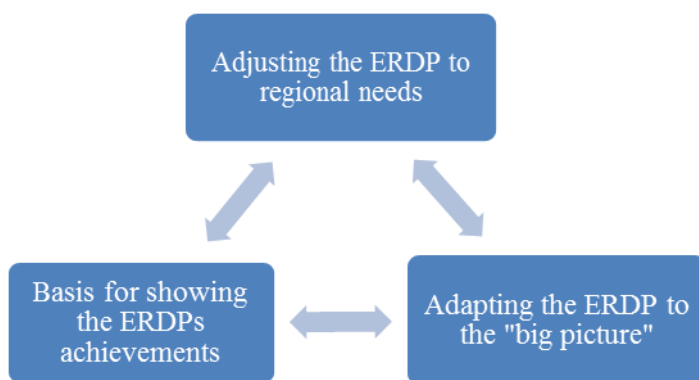 Adjusting the ERDP to
regional needs
Basis for showing
the ERDPs
achievements
Adapting the ERDP to
the "big picture"